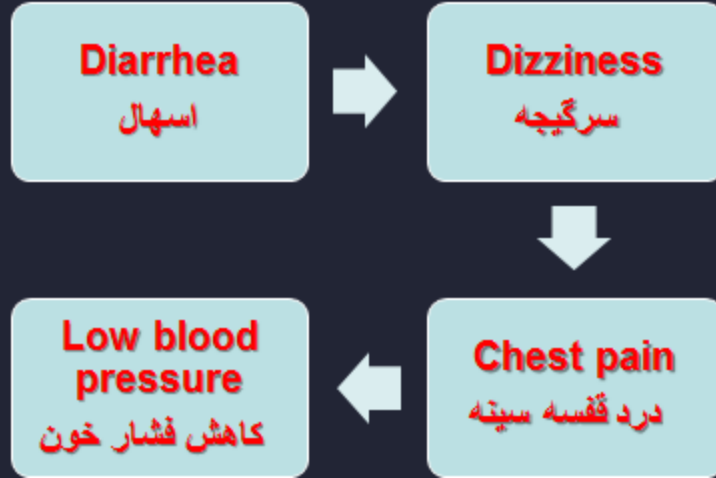 Diarrhea
اسهال
Dizziness
سرگیجه
Chest pain
درد قفسه سینه
Low blood
pressure
کاهش فشار خون